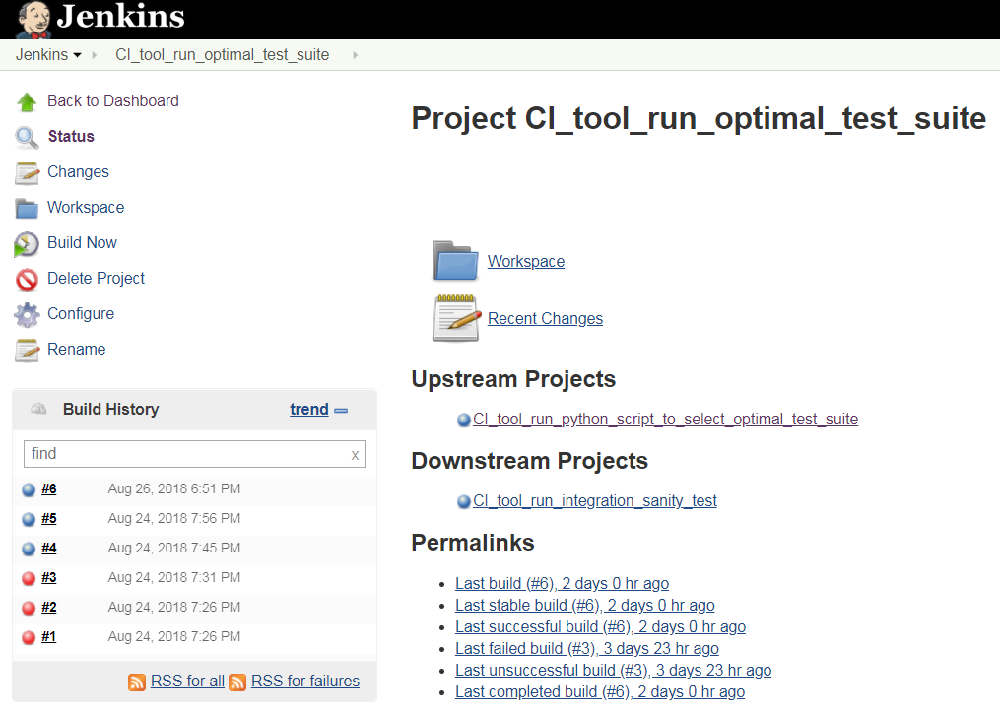 Jenkins
Jenkins CI_tool_run_optimal_test_suite
Back to Dashboard
Status
Changes
Workspace
Build Now
Delete Project
Configure
Rename
Build History trend
find x
#6 Aug 26, 2018 6:51 PM
#5 Aug 24, 2018 7:56 PM
#4 Aug 24, 2018 7:45 PM
#3 Aug 24, 2018 7:31 PM
#2 Aug 24, 2018 7:26 PM
#1 Aug 24, 2018 7:26 PM
RSS for all RSS for failures
Project CI_tool_run_optimal_test_suite
Workspace
Recent Changes
Upstream Projects
CI_tool_run_python_script_to_select_optimal_test_suite
Downstream Projects
CI_tool_run_integration_sanity_test
Permalinks
Last build (#6), 2 days 0 hr ago
Last stable build (#6), 2 days 0 hr ago
Last successful build (#6), 2 days 0 hr ago
Last failed build (#3), 3 days 23 hr ago
Last unsuccessful build (#3), 3 days 23 hr ago
Last completed build (#6), 2 days 0 hr ago